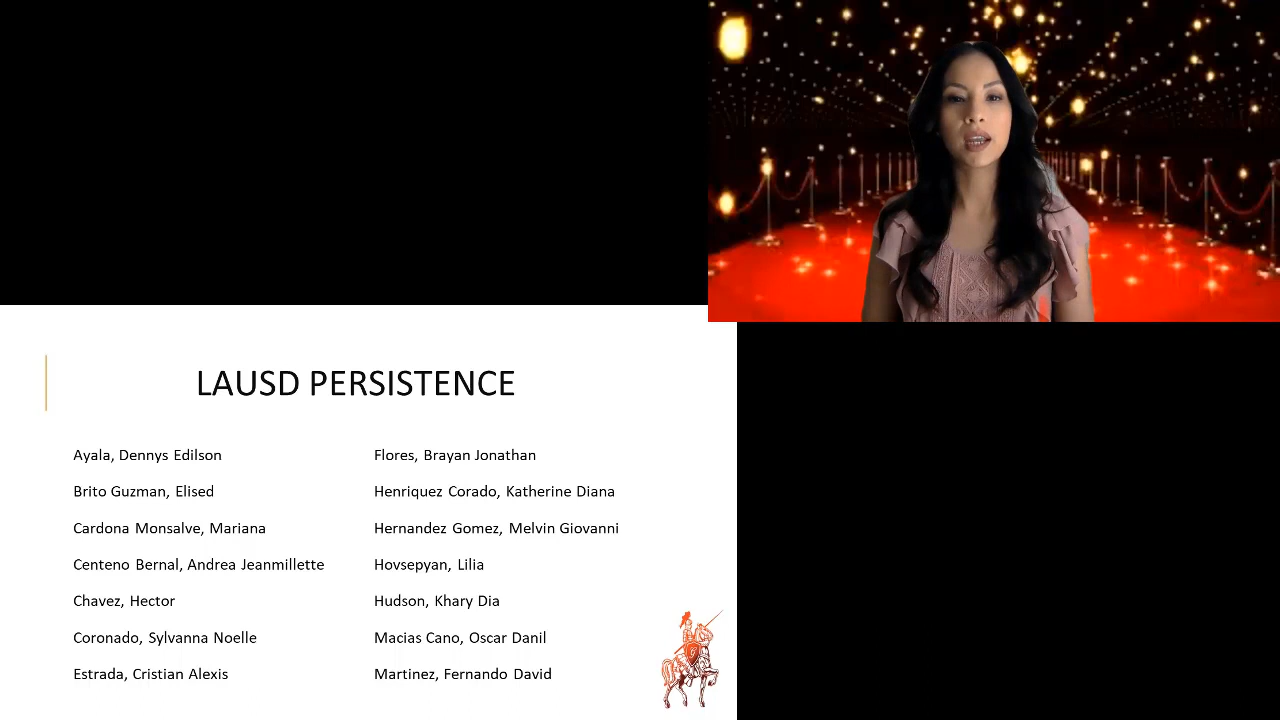 LAUSD PERSISTENCE
Ayala, Dennys Edilson
Brito Guzman, Elised
Cardona Monsalve, Mariana
Centeno Bernal, Andrea Jeanmillette
Chavez, Hector
Coronado, Sylvanna Noelle
Estrada, Cristian Alexis
Flores, Brayan Jonathan
Henriquez Corado, Katherine Diana
Hernandez Gomez, Melvin Giovanni
Hovsepyan, Lilia
Hudson, Khary Dia
Macias Cano, Oscar Danil
Martinez, Fernando David